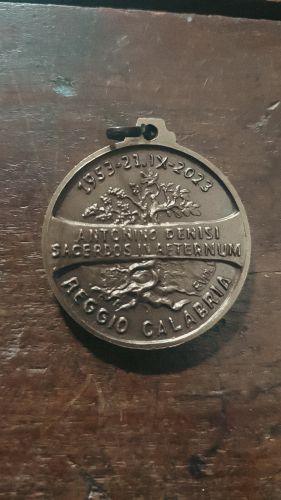 1953-21.IX-2023
ANTONINO DENISI
SACERDOS IN AETERNUM
REGGIO CALABRIA